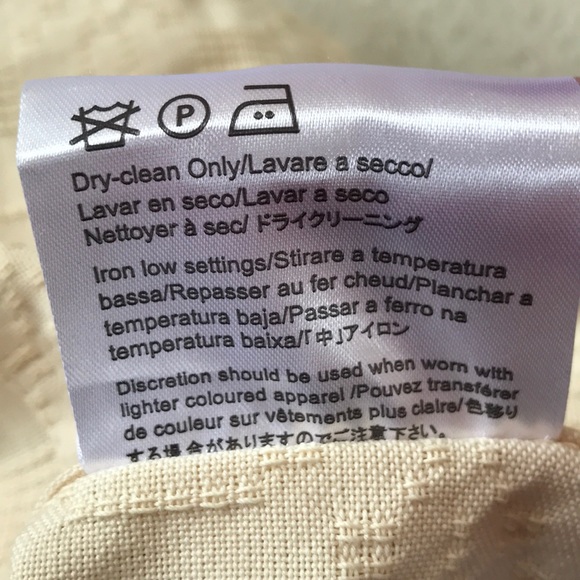 P
Dry-clean Only/Lavare a secco/
Lavar en seco/Lavar a seco
Nettoyer à sec/ドライクリーニング
Iron low settings/Stirare a temperatura
bassa/Repasser au fer cheud/Planchar a
temperatura baja/Passar a ferro na
temperatura baixa/「中」アイロン
Discretion should be used when worn with
lighter coloured apparel /Pouvez transférer
de couleur sur vêtements plus claire/色移り
する場合がありますのでご注意下さい。